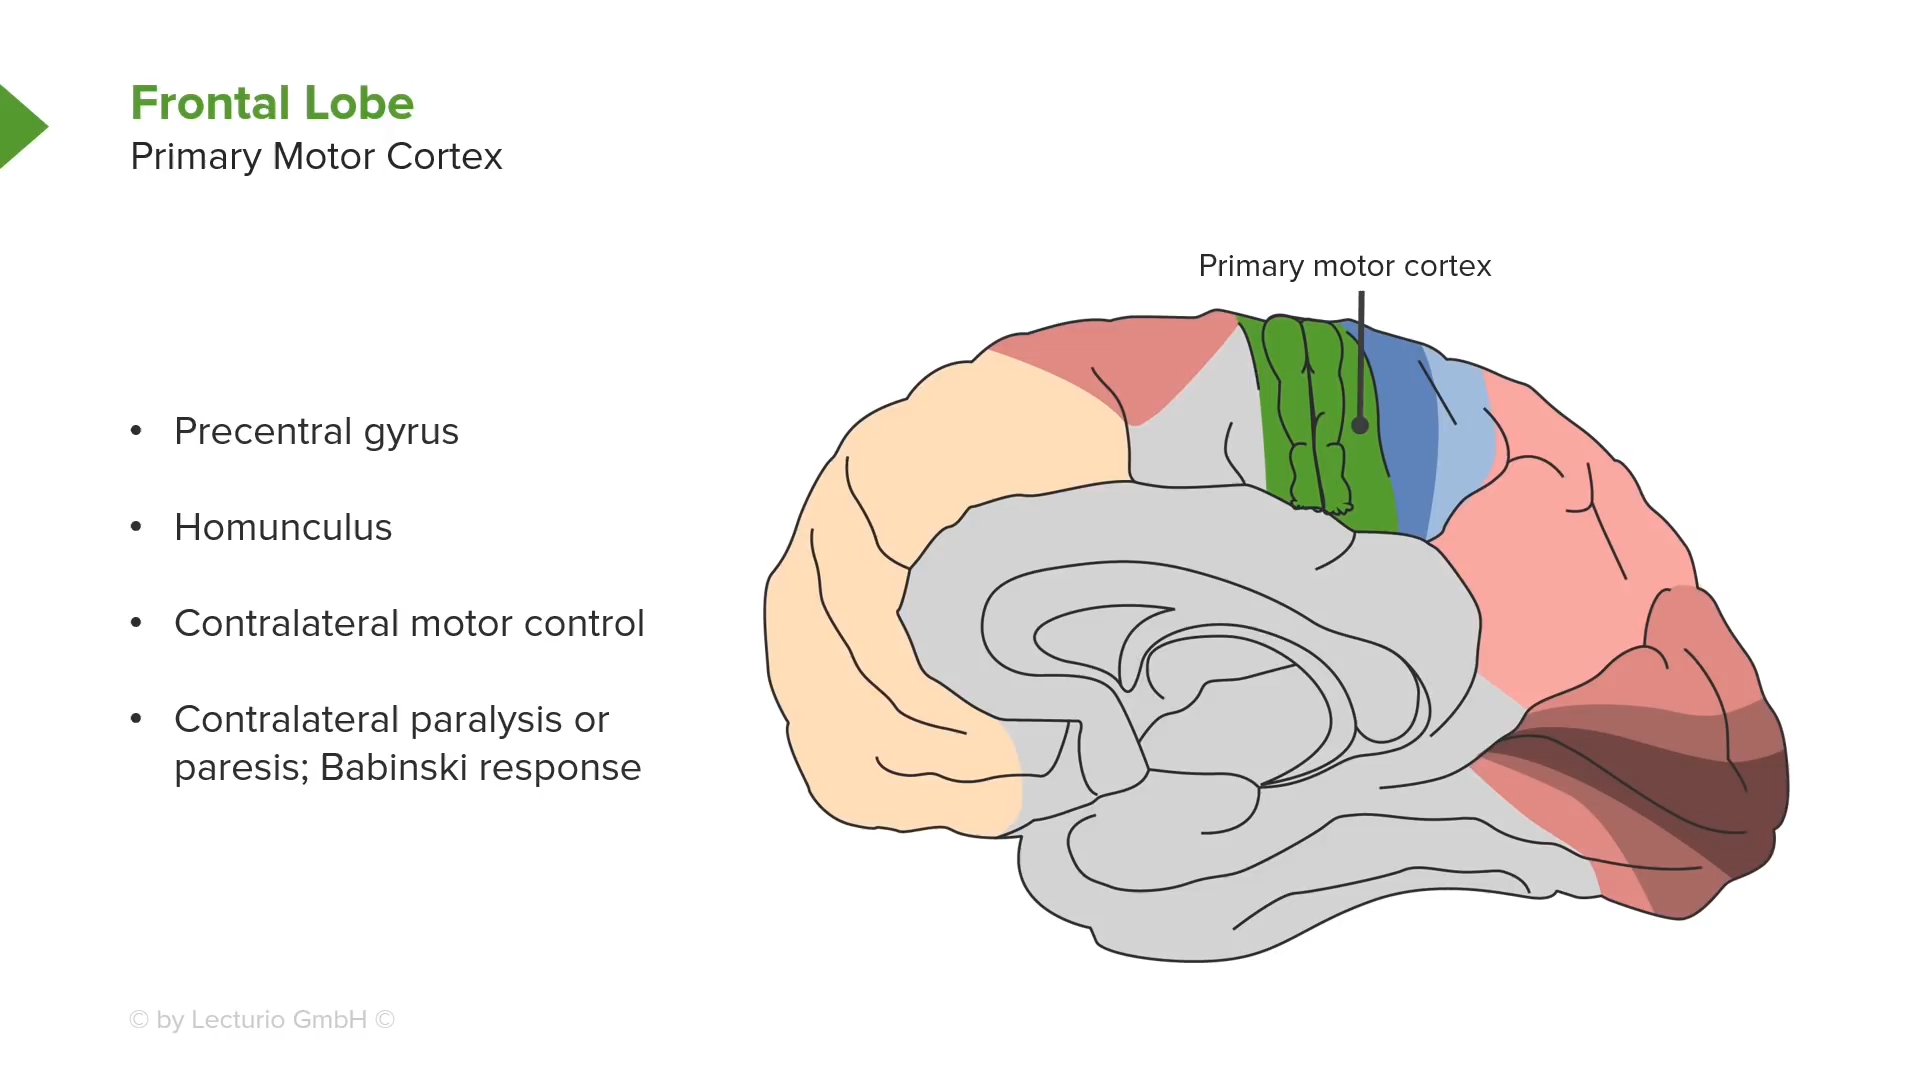 Frontal Lobe
Primary Motor Cortex
Primary motor cortex
• Precentral gyrus
• Homunculus
• Contralateral motor control
• Contralateral paralysis or
paresis; Babinski response
© by Lecturio GmbH ©